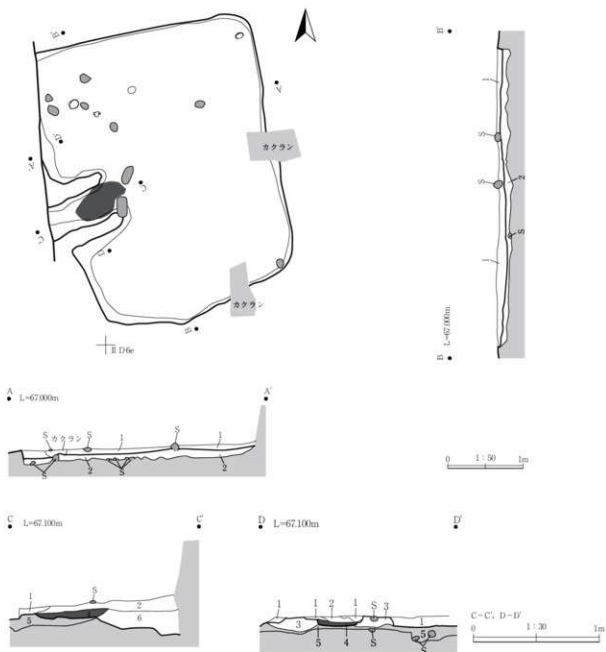 B'
A'
カクラン
D'
A
C'
C
D
カクラン
B
ⅡD6e
B'
1
S
S
2
S
1
B L=67.000m
A L=67.000m A'
S カクラン S 1 S 1
S 2 S 2
0 1:50 1m
C L=67.100m C'
1 S 2
5 6
D L=67.100m D'
1 1 2 1 S 3
3 5 4 S 1 5 S
C-C'、D-D'
0 1:30 1m